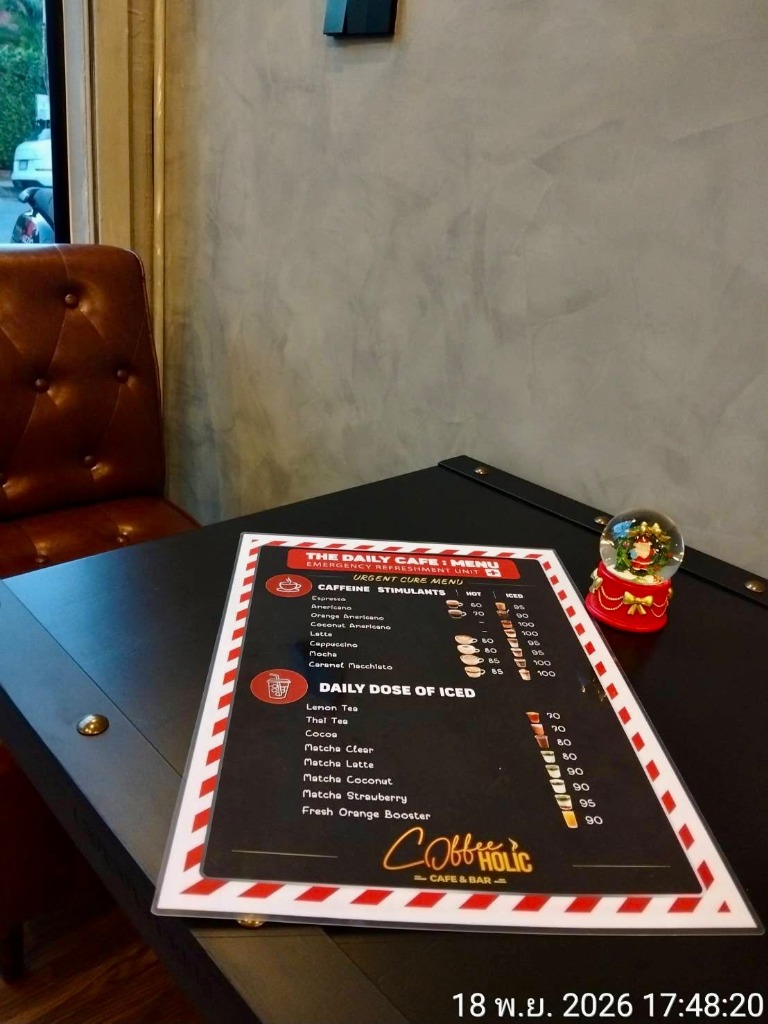 THE DAILY CAFE : MENU
EMERGENCY REFRESHMENT UNIT
URGENT CURE MENU
CAFFEINE STIMULANTS HOT ICED
Espresso 60 95
Americano 70 90
Orange Americano – 100
Coconut Americano 100
Latte 80 95
Cappuccino 80 95
Mocha 85 100
Caramel Macchiato 85 100
DAILY DOSE OF ICED
Lemon Tea 70
Thai Tea 70
Cocoa 80
Matcha Clear 80
Matcha Latte 90
Matcha Coconut 90
Matcha Strawberry 95
Fresh Orange Booster 90
Coffee HOLIC
CAFE & BAR
18 พ.ย. 2026 17:48:20